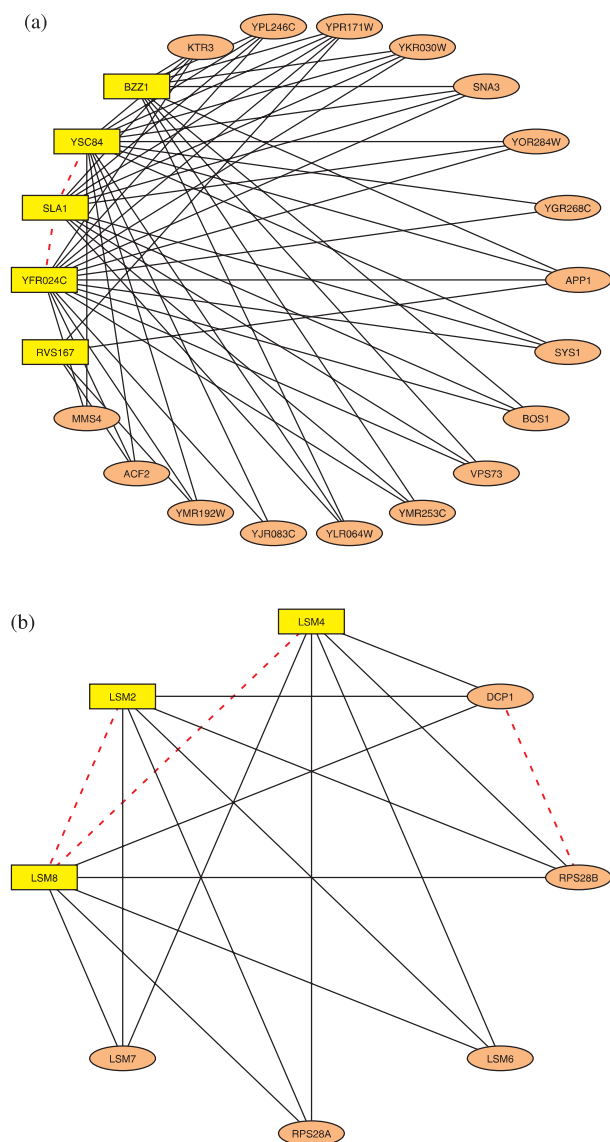 (a)
YPL246C YPR171W
KTR3 YKR030W
BZZ1 SNA3
YSC84 YOR284W
SLA1 YGR268C
YFR024C APP1
RVS167 SYS1
MMS4 BOS1
ACF2 VPS73
YMR192W YMR253C
YJR083C YLR064W
(b) LSM4
LSM2 DCP1
LSM8 RPS28B
LSM7 LSM6
RPS28A